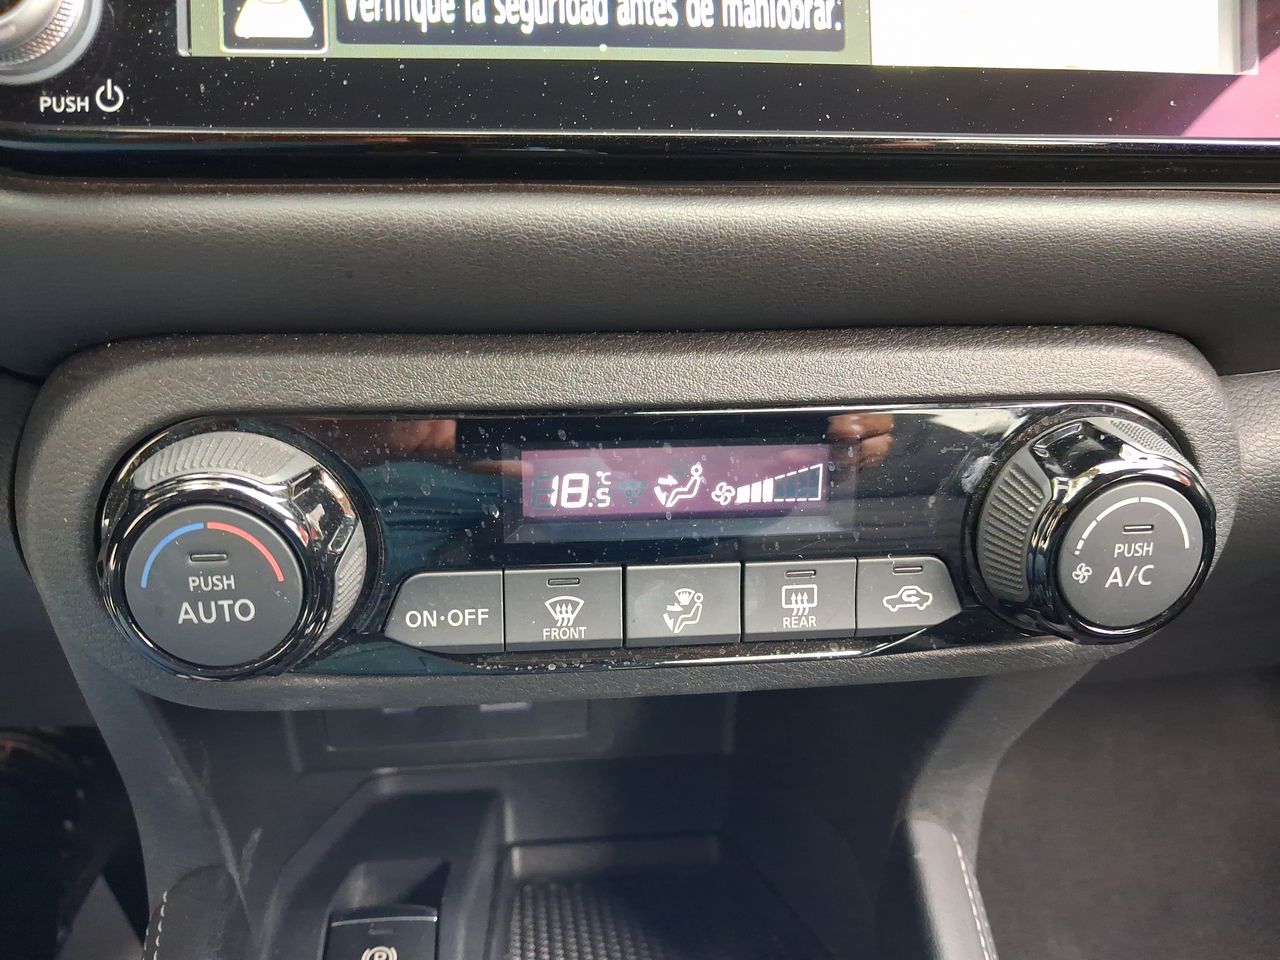 Verifique la seguridad antes de maniobrar.
PUSH
18.5 °C
PUSH
AUTO
ON·OFF
FRONT
REAR
PUSH
A/C